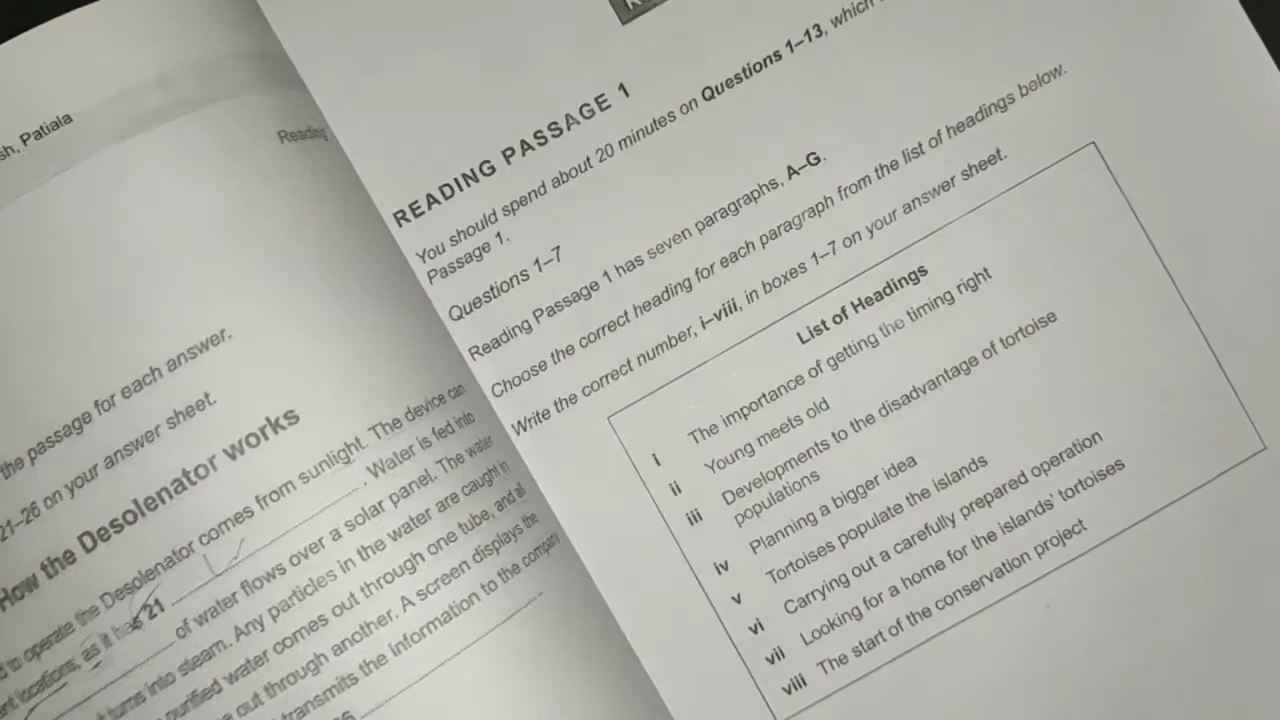 sh, Patiala
Reading
the passage for each answer.
21–26 on your answer sheet.
How the Desolenator works
to operate the Desolenator comes from sunlight. The device can
locations, as it has 21 . Water is fed into
of water flows over a solar panel. The water
turns into steam. Any particles in the water are caught in
purified water comes out through one tube, and all
out through another. A screen displays the
transmits the information to the company
READING PASSAGE 1
You should spend about 20 minutes on Questions 1–13, which
Passage 1.
Questions 1–7
Reading Passage 1 has seven paragraphs, A–G.
Choose the correct heading for each paragraph from the list of headings below.
Write the correct number, i–viii, in boxes 1–7 on your answer sheet.
List of Headings
i The importance of getting the timing right
ii Young meets old
iii Developments to the disadvantage of tortoise
populations
iv Planning a bigger idea
v Tortoises populate the islands
vi Carrying out a carefully prepared operation
vii Looking for a home for the islands' tortoises
viii The start of the conservation project